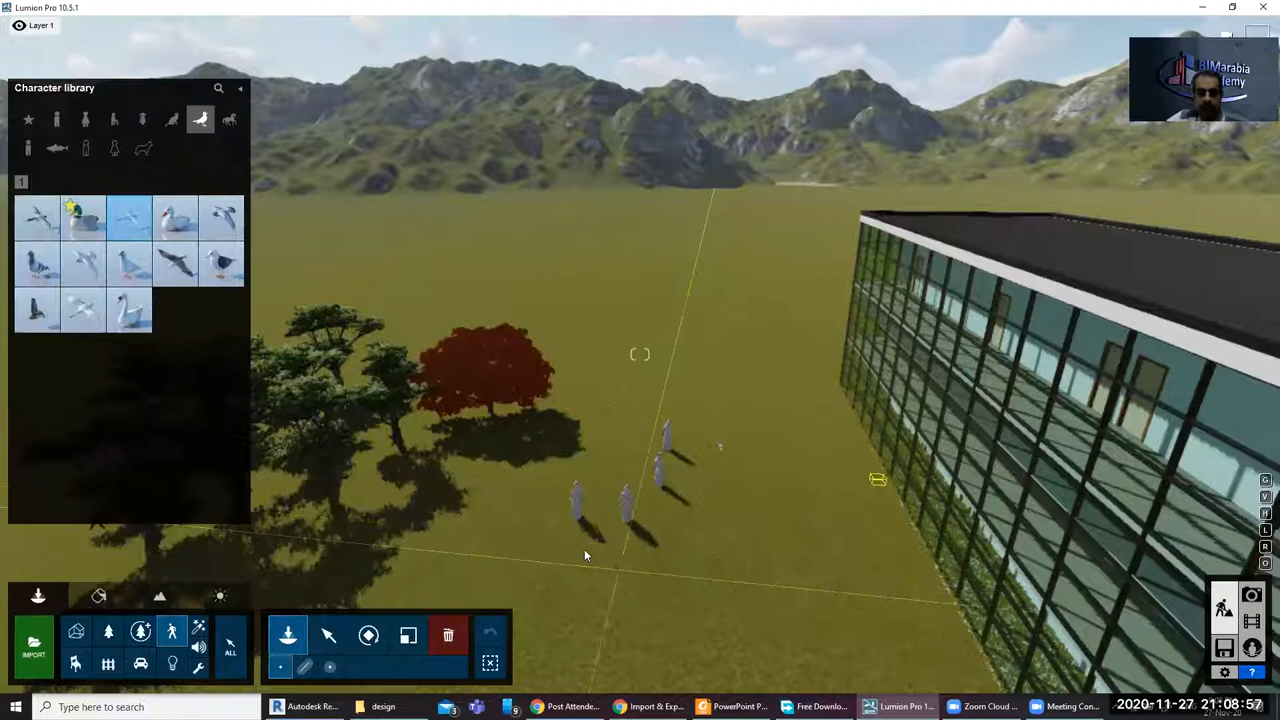 Lumion Pro 10.5.1
Layer 1
BIMarabia
Character library
1
G
V
H
L
R
O
IMPORT
ALL
?
Type here to search
Autodesk Re...
design
3
9
Post Attende...
Import & Exp...
PowerPoint P...
Free Downlo...
Lumion Pro 1...
Zoom Cloud ...
Meeting Con...
2020-11-27 21:08:57